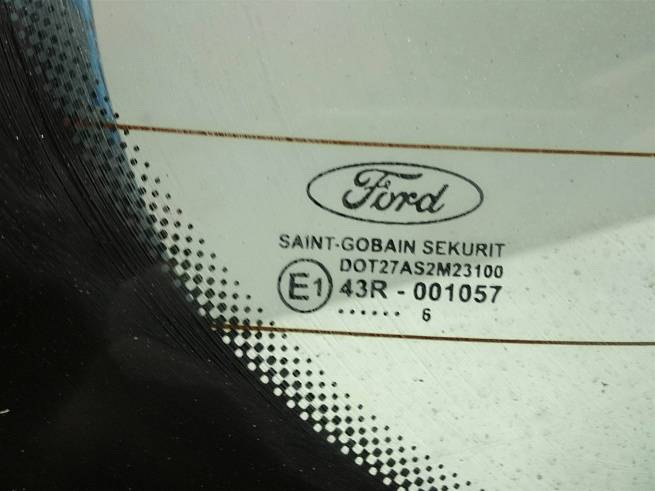 Ford
SAINT-GOBAIN SEKURIT
DOT27AS2M23100
E1 43R - 001057
...... 6